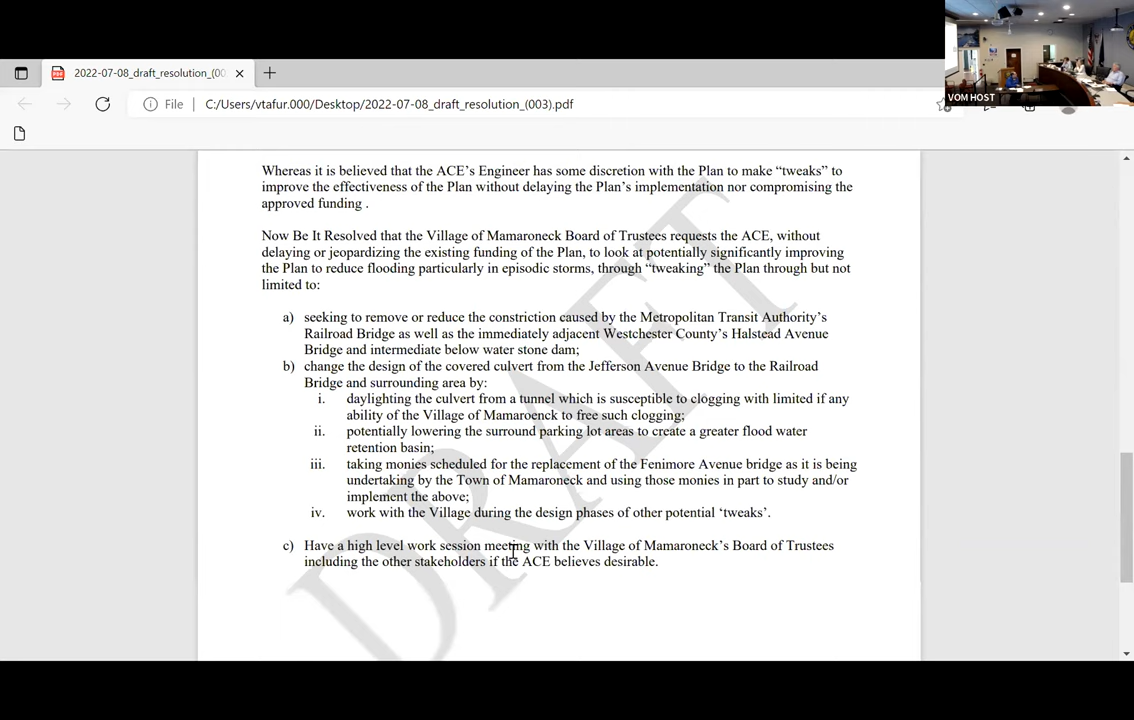 2022-07-08_draft_resolution_(00
File
C:/Users/vtafur.000/Desktop/2022-07-08_draft_resolution_(003).pdf
VOM HOST
Whereas it is believed that the ACE's Engineer has some discretion with the Plan to make “tweaks” to
improve the effectiveness of the Plan without delaying the Plan's implementation nor compromising the
approved funding .
Now Be It Resolved that the Village of Mamaroneck Board of Trustees requests the ACE, without
delaying or jeopardizing the existing funding of the Plan, to look at potentially significantly improving
the Plan to reduce flooding particularly in episodic storms, through “tweaking” the Plan through but not
limited to:
a) seeking to remove or reduce the constriction caused by the Metropolitan Transit Authority's
Railroad Bridge as well as the immediately adjacent Westchester County's Halstead Avenue
Bridge and intermediate below water stone dam;
b) change the design of the covered culvert from the Jefferson Avenue Bridge to the Railroad
Bridge and surrounding area by:
i. daylighting the culvert from a tunnel which is susceptible to clogging with limited if any
ability of the Village of Mamaroenck to free such clogging;
ii. potentially lowering the surround parking lot areas to create a greater flood water
retention basin;
iii. taking monies scheduled for the replacement of the Fenimore Avenue bridge as it is being
undertaking by the Town of Mamaroneck and using those monies in part to study and/or
implement the above;
iv. work with the Village during the design phases of other potential ‘tweaks’.
c) Have a high level work session meeting with the Village of Mamaroneck's Board of Trustees
including the other stakeholders if the ACE believes desirable.
DRAFT